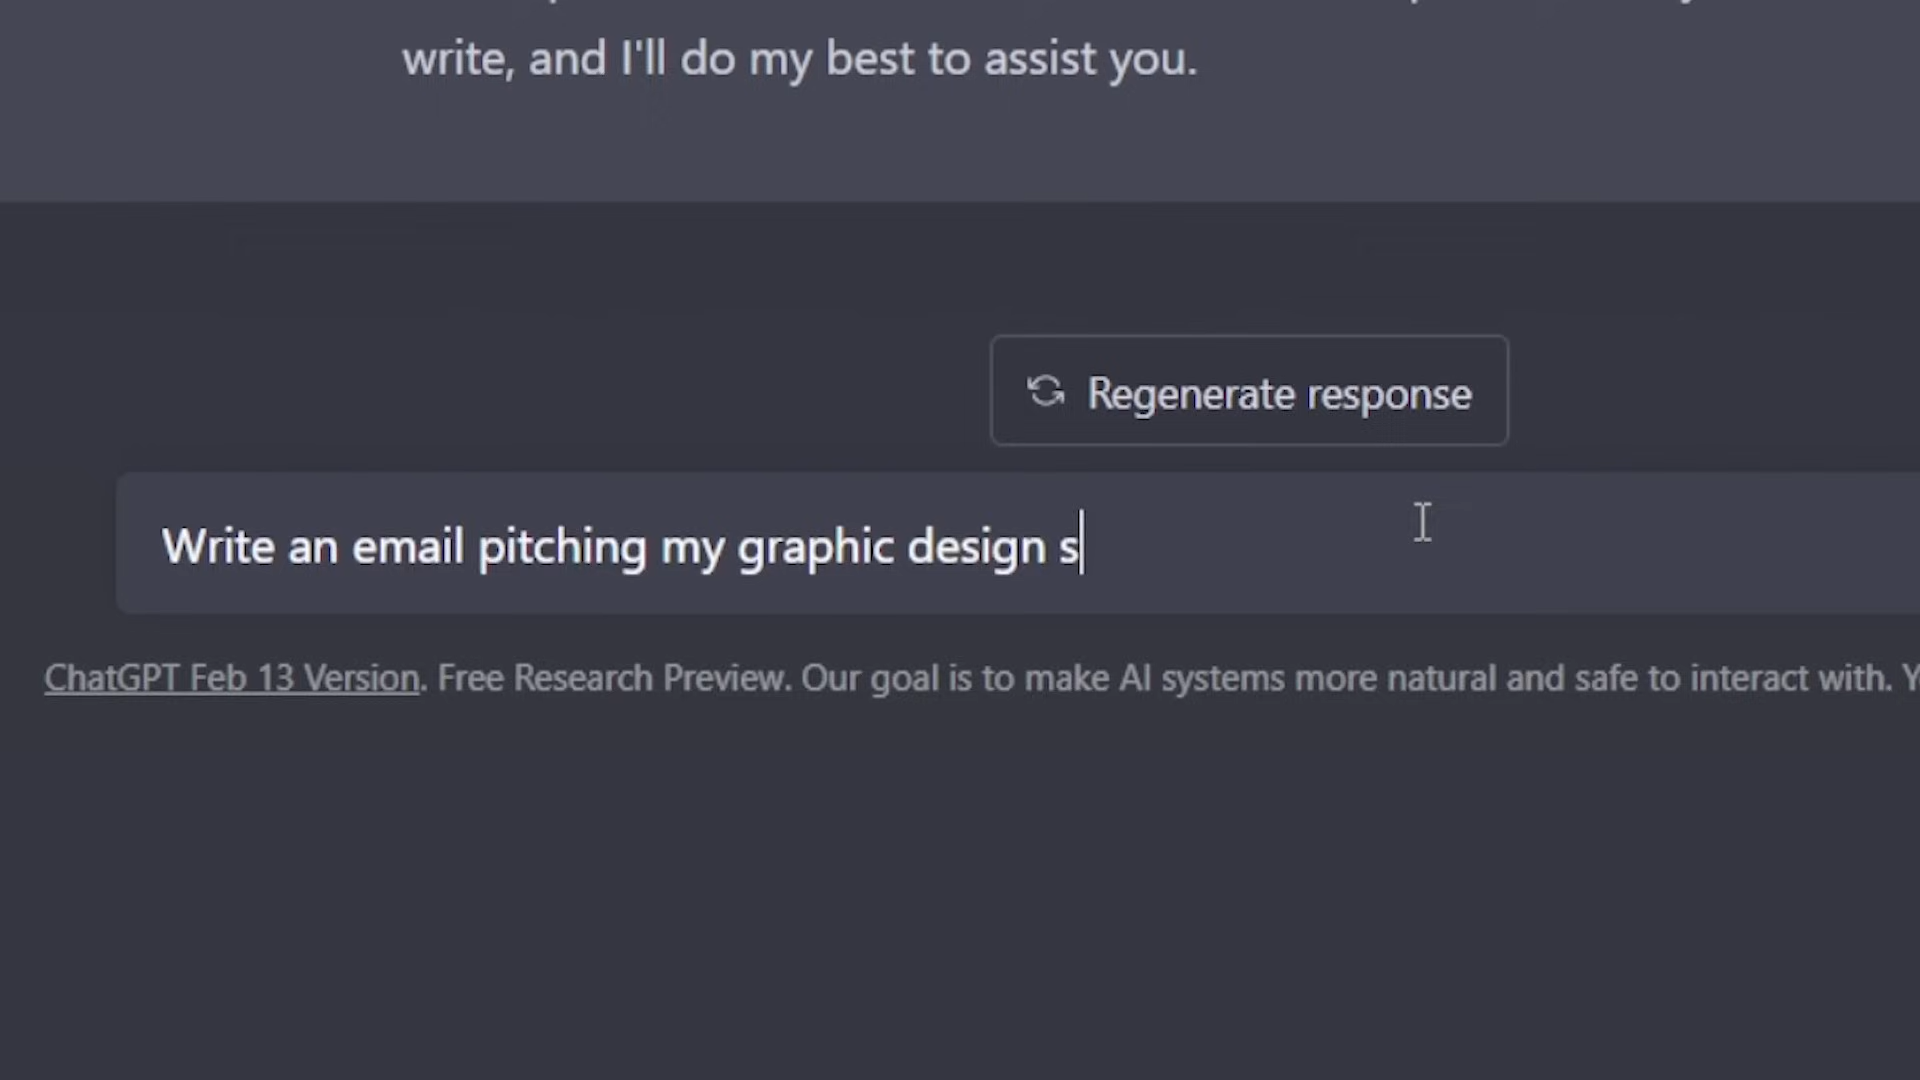 write, and I'll do my best to assist you.
Regenerate response
Write an email pitching my graphic design s
ChatGPT Feb 13 Version. Free Research Preview. Our goal is to make AI systems more natural and safe to interact with.